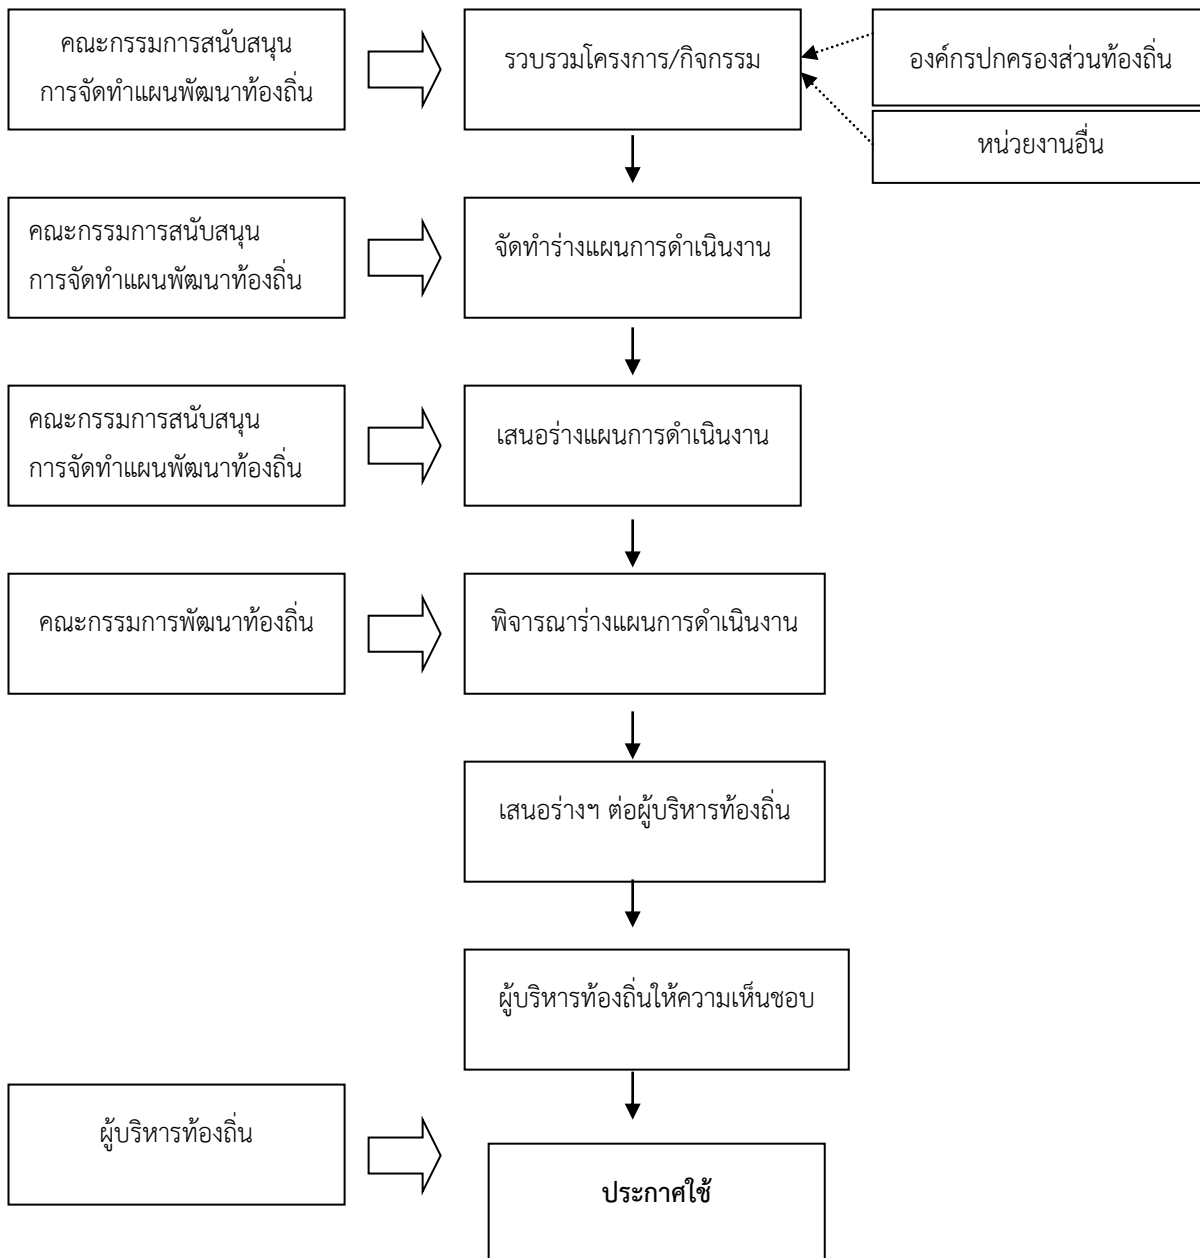 คณะกรรมการสนับสนุน
การจัดทำแผนพัฒนาท้องถิ่น
รวบรวมโครงการ/กิจกรรม
องค์กรปกครองส่วนท้องถิ่น
หน่วยงานอื่น
คณะกรรมการสนับสนุน
การจัดทำแผนพัฒนาท้องถิ่น
จัดทำร่างแผนการดำเนินงาน
คณะกรรมการสนับสนุน
การจัดทำแผนพัฒนาท้องถิ่น
เสนอร่างแผนการดำเนินงาน
คณะกรรมการพัฒนาท้องถิ่น
พิจารณาร่างแผนการดำเนินงาน
เสนอร่างฯ ต่อผู้บริหารท้องถิ่น
ผู้บริหารท้องถิ่นให้ความเห็นชอบ
ผู้บริหารท้องถิ่น
ประกาศใช้